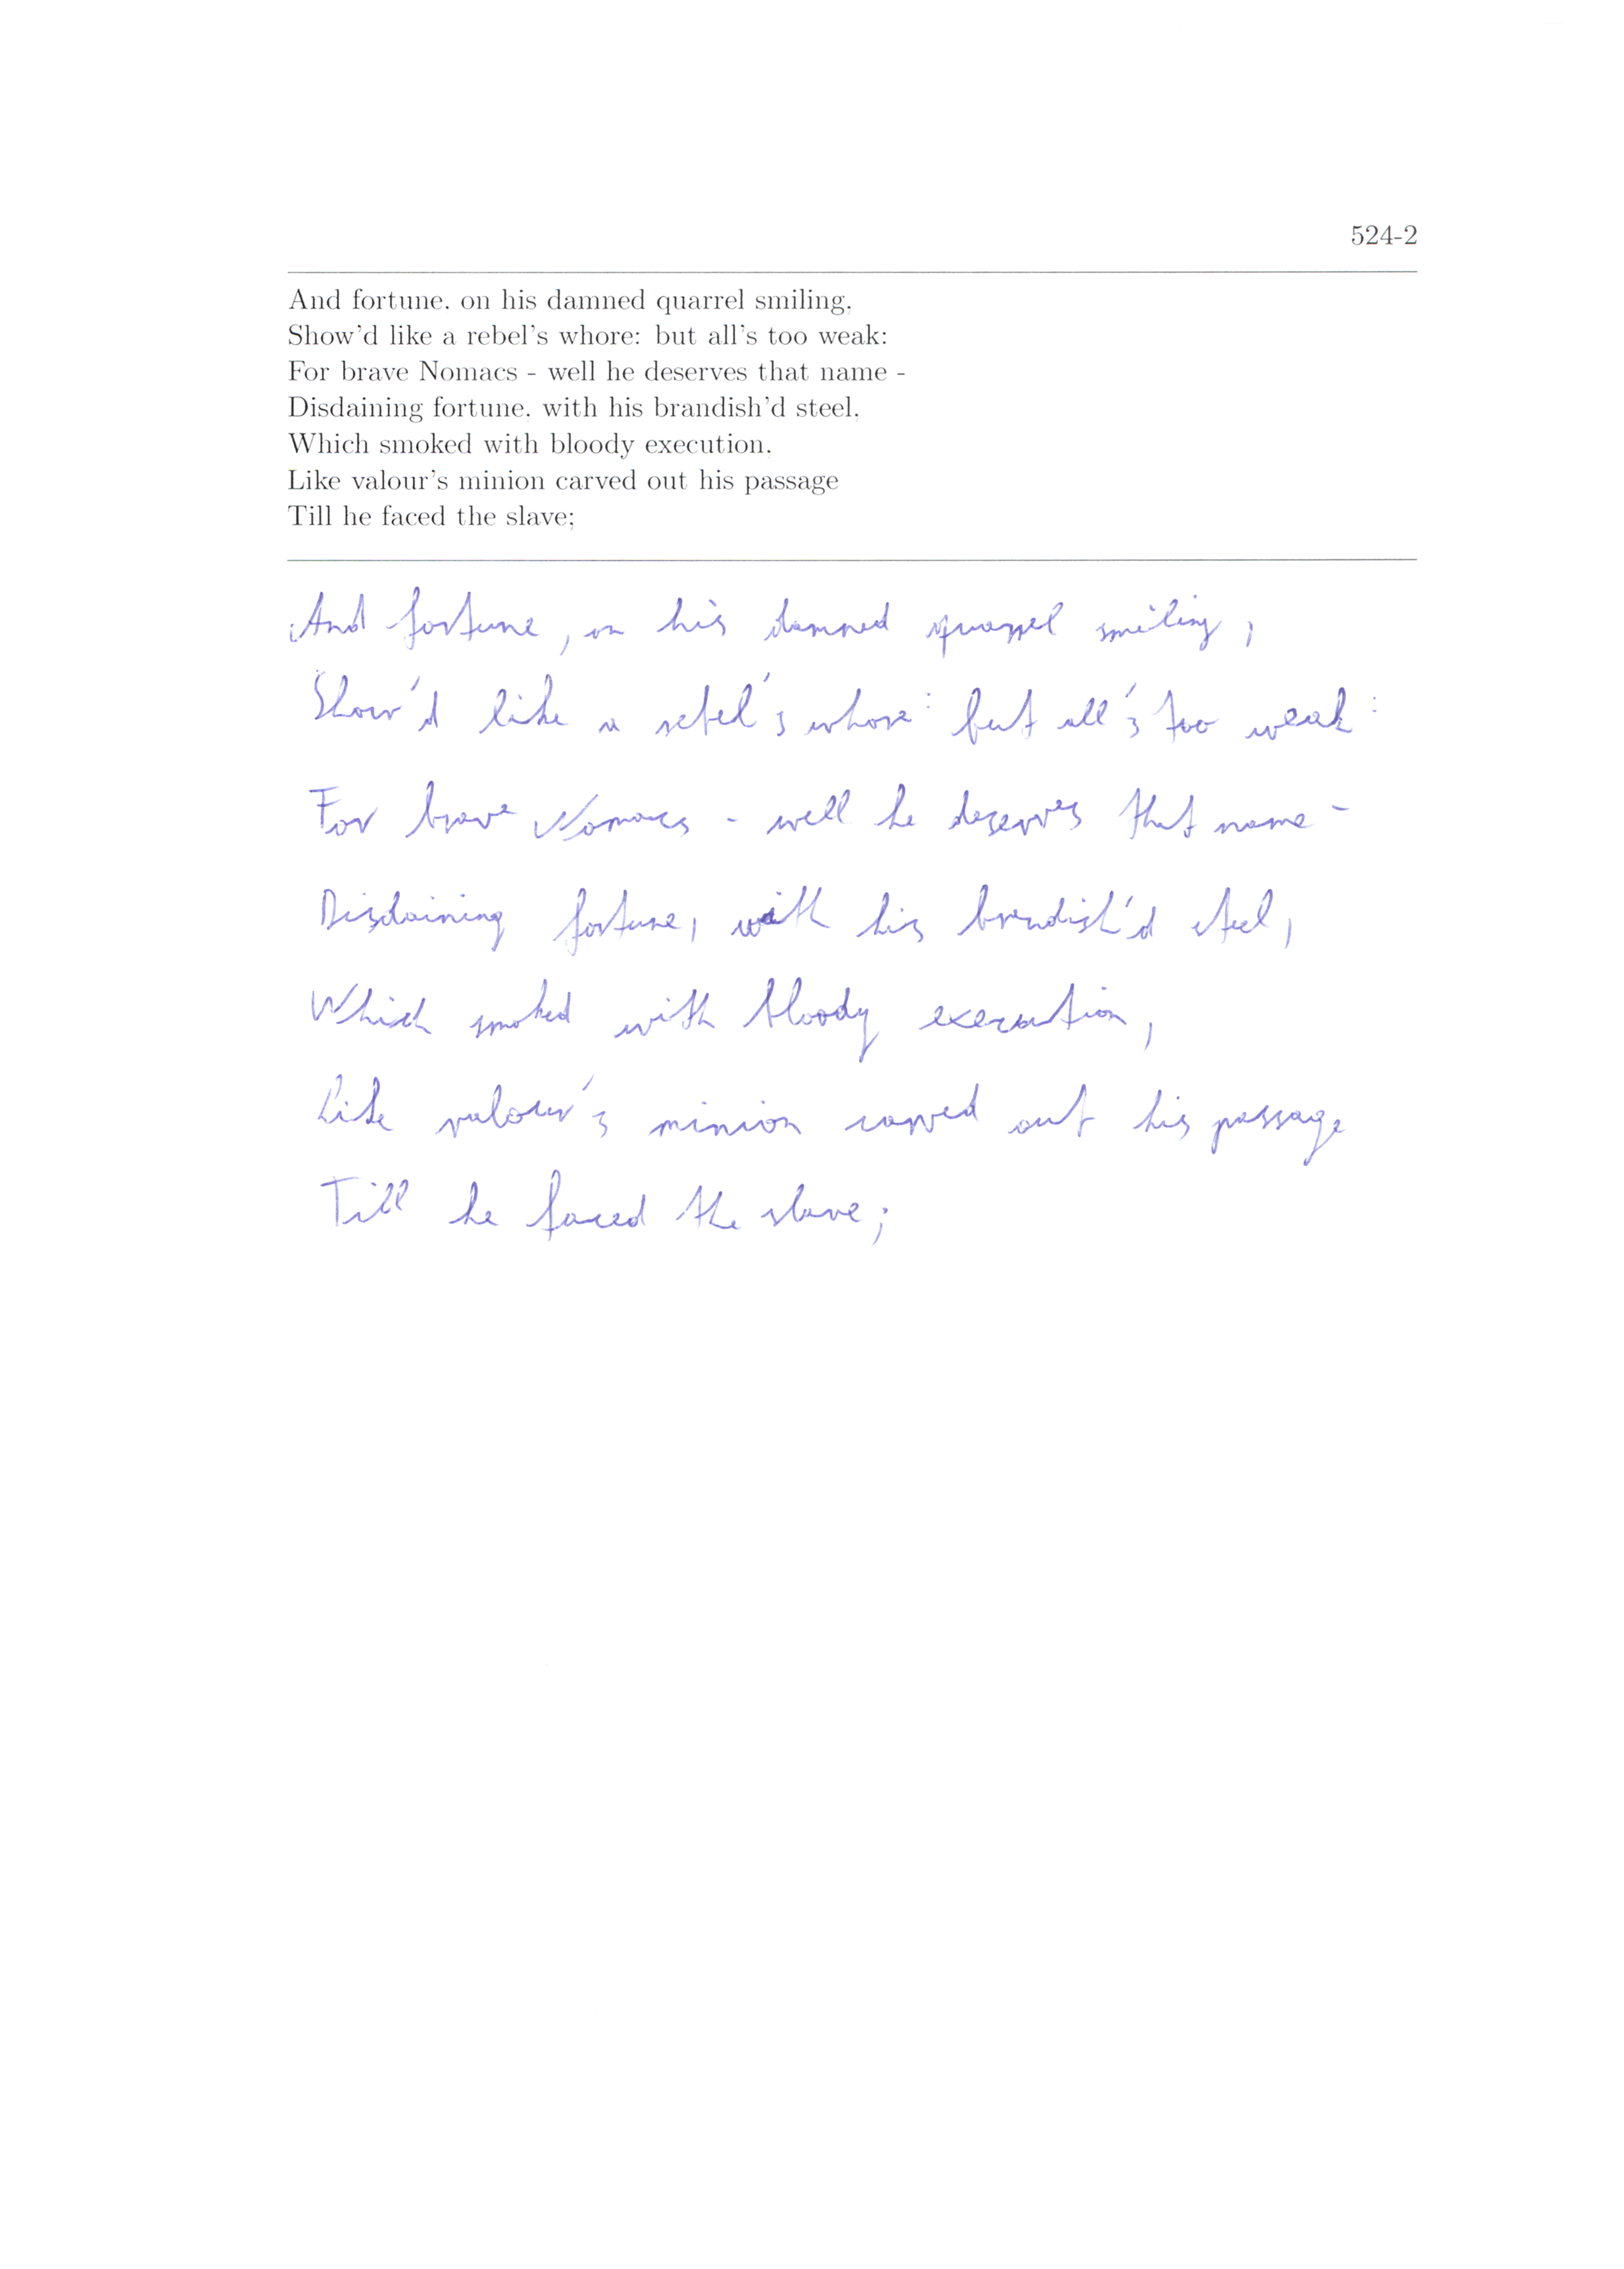 524-2
And fortune, on his damned quarrel smiling,
Show'd like a rebel's whore: but all's too weak:
For brave Nomacs - well he deserves that name -
Disdaining fortune, with his brandish'd steel,
Which smoked with bloody execution,
Like valour's minion carved out his passage
Till he faced the slave;
And fortune, on his damned quarrel smiling,
Show'd like a rebel's whore: but all's too weak:
For brave Nomacs - well he deserves that name -
Disdaining fortune, with his brendish'd steel,
Which smoked with bloody execution,
Like valour's minion carved out his passage
Till he faced the slave;